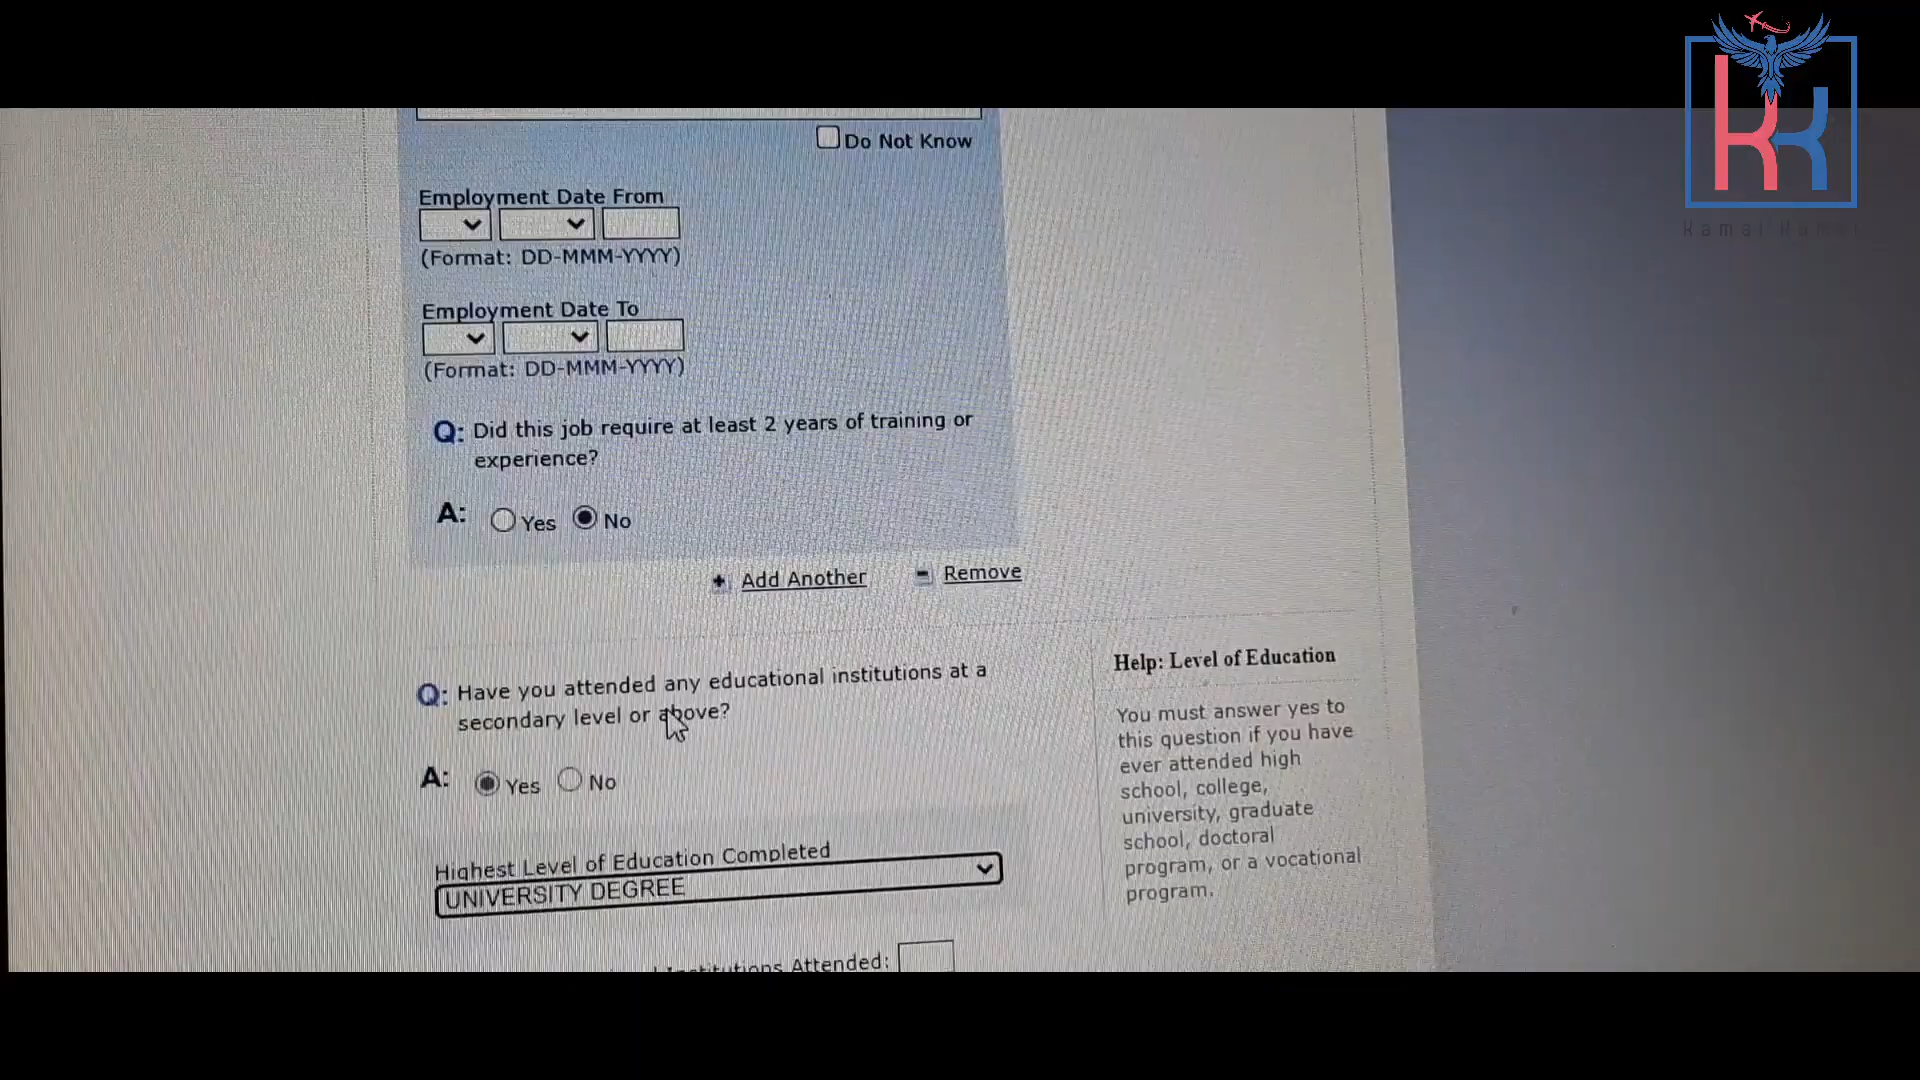 Do Not Know
Employment Date From
(Format: DD-MMM-YYYY)
Employment Date To
(Format: DD-MMM-YYYY)
Q: Did this job require at least 2 years of training or
experience?
A: Yes No
Add Another Remove
Q: Have you attended any educational institutions at a
secondary level or above?
A: Yes No
Highest Level of Education Completed
UNIVERSITY DEGREE
Attended:
Help: Level of Education
You must answer yes to
this question if you have
ever attended high
school, college,
university, graduate
school, doctoral
program, or a vocational
program.